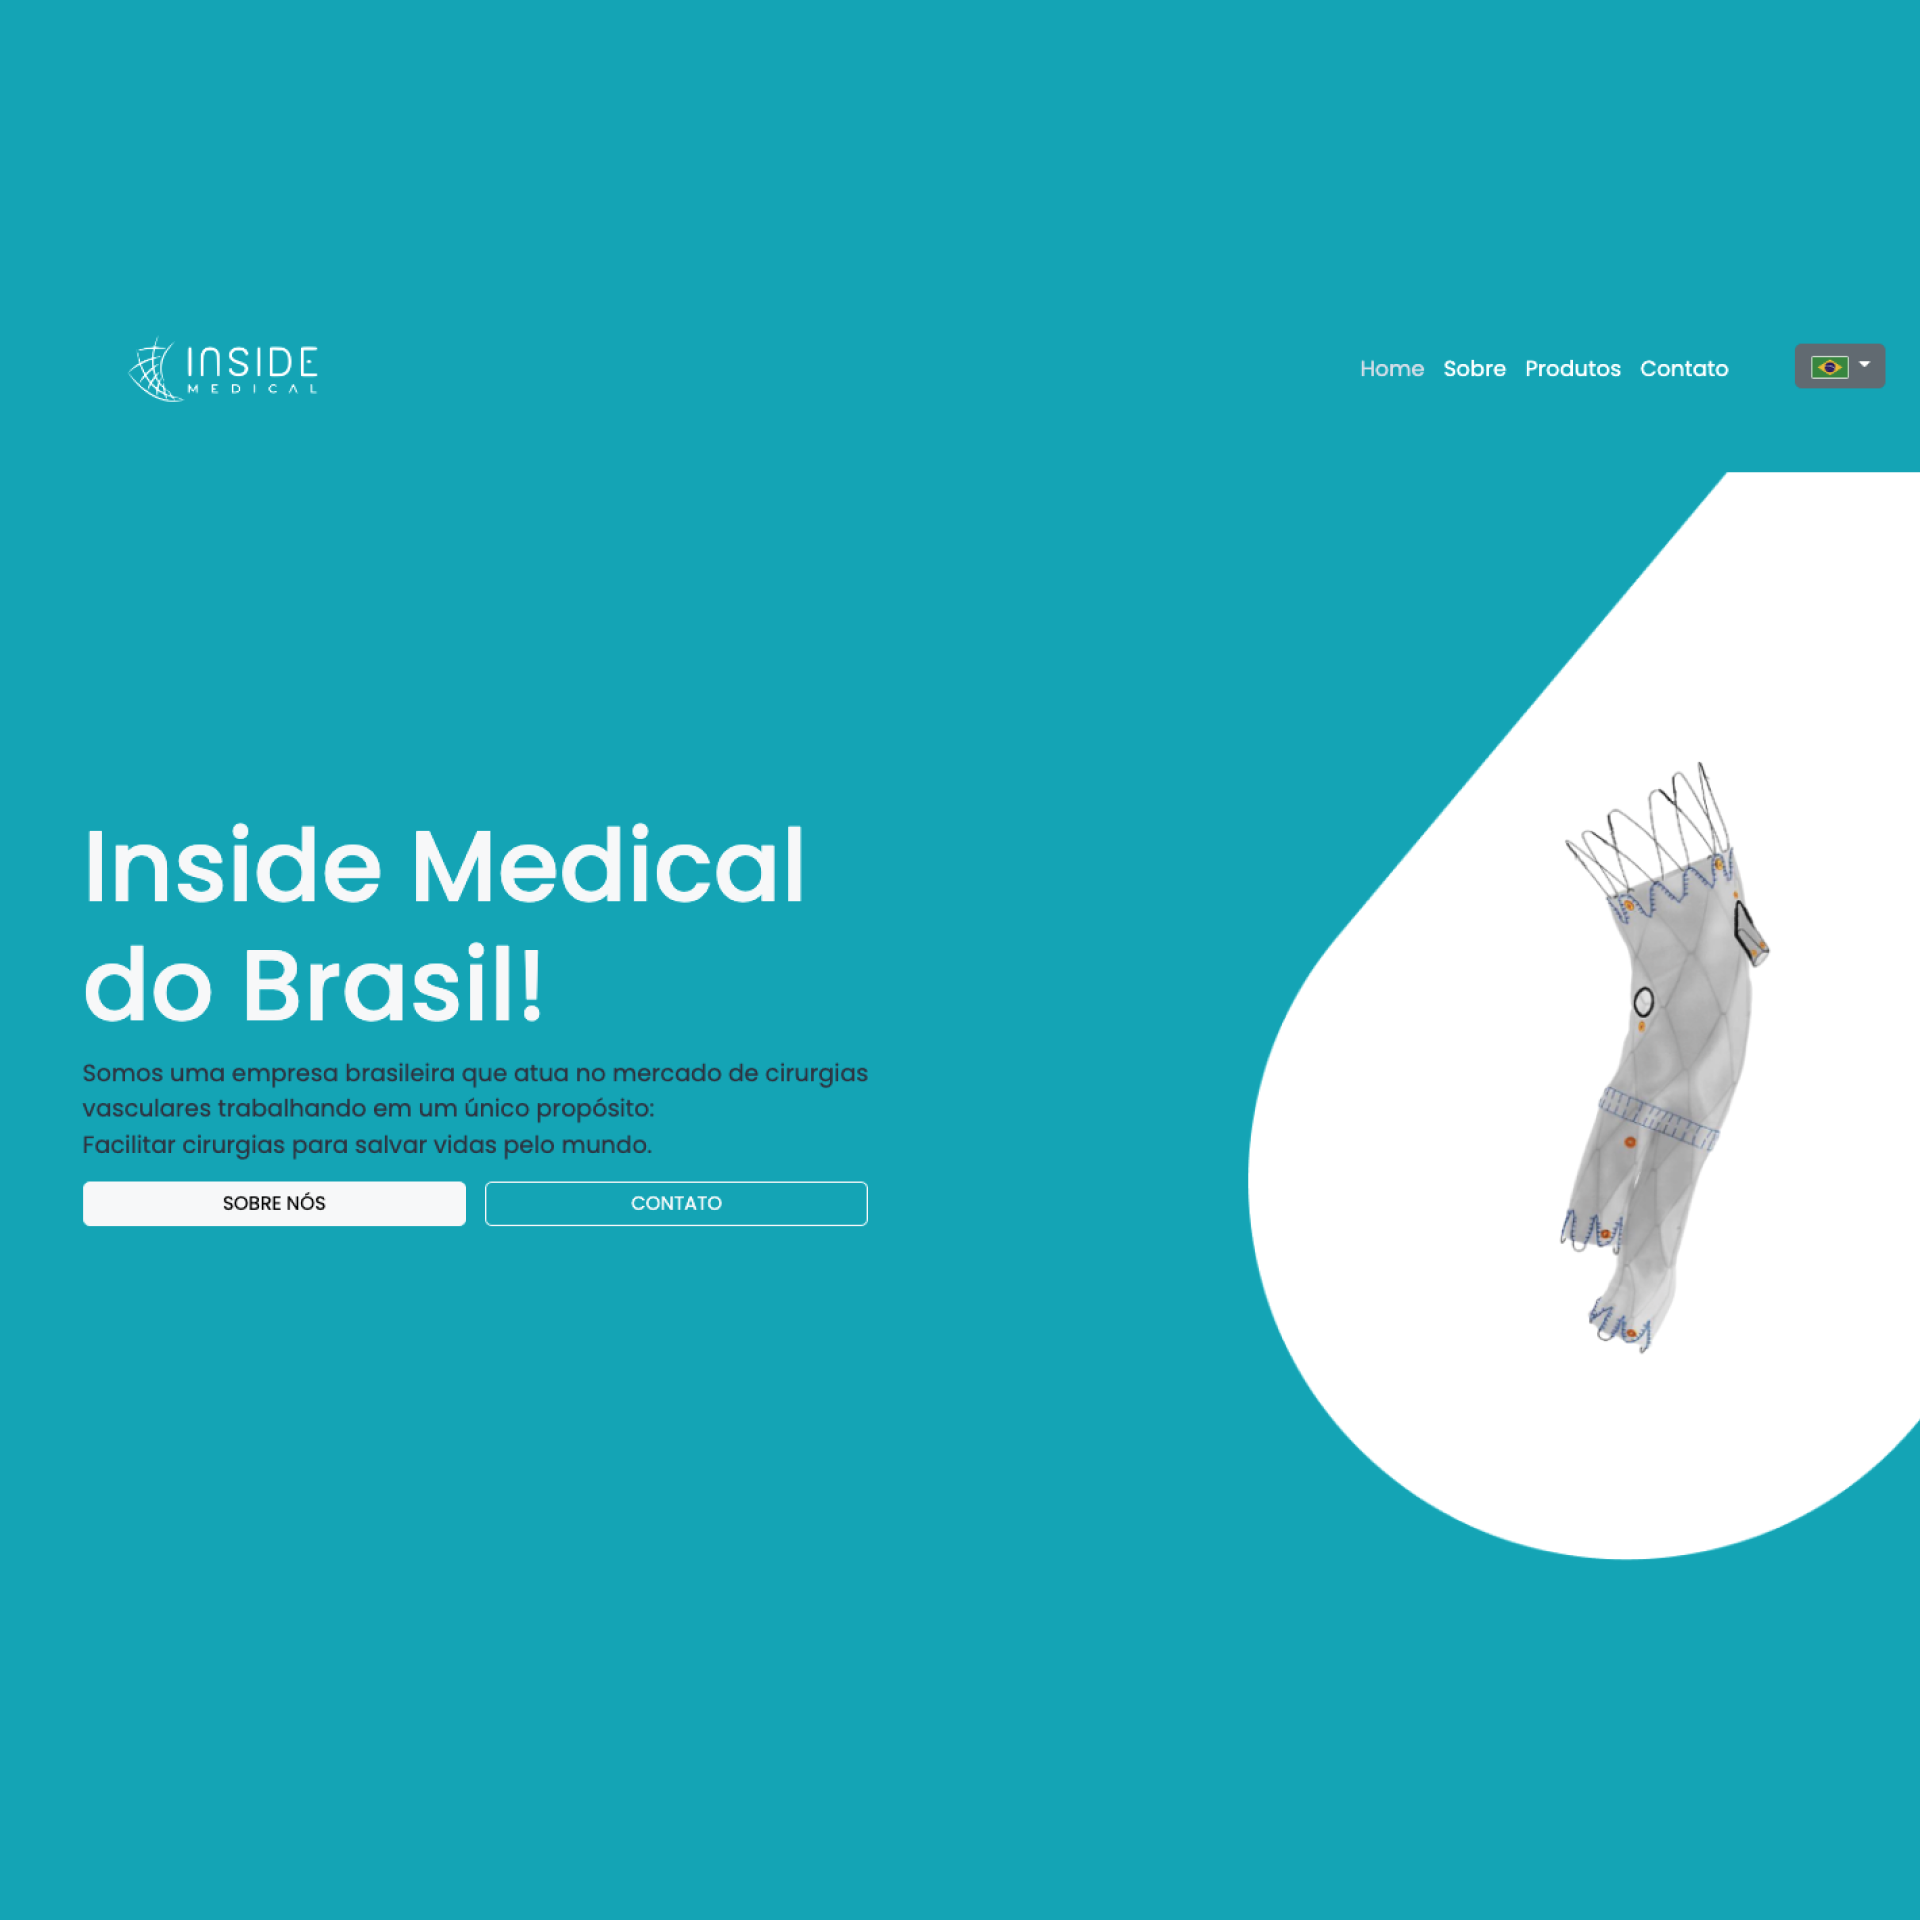 INSIDE
MEDICAL
Home Sobre Produtos Contato
Inside Medical
do Brasil!
Somos uma empresa brasileira que atua no mercado de cirurgias
vasculares trabalhando em um único propósito:
Facilitar cirurgias para salvar vidas pelo mundo.
SOBRE NÓS CONTATO